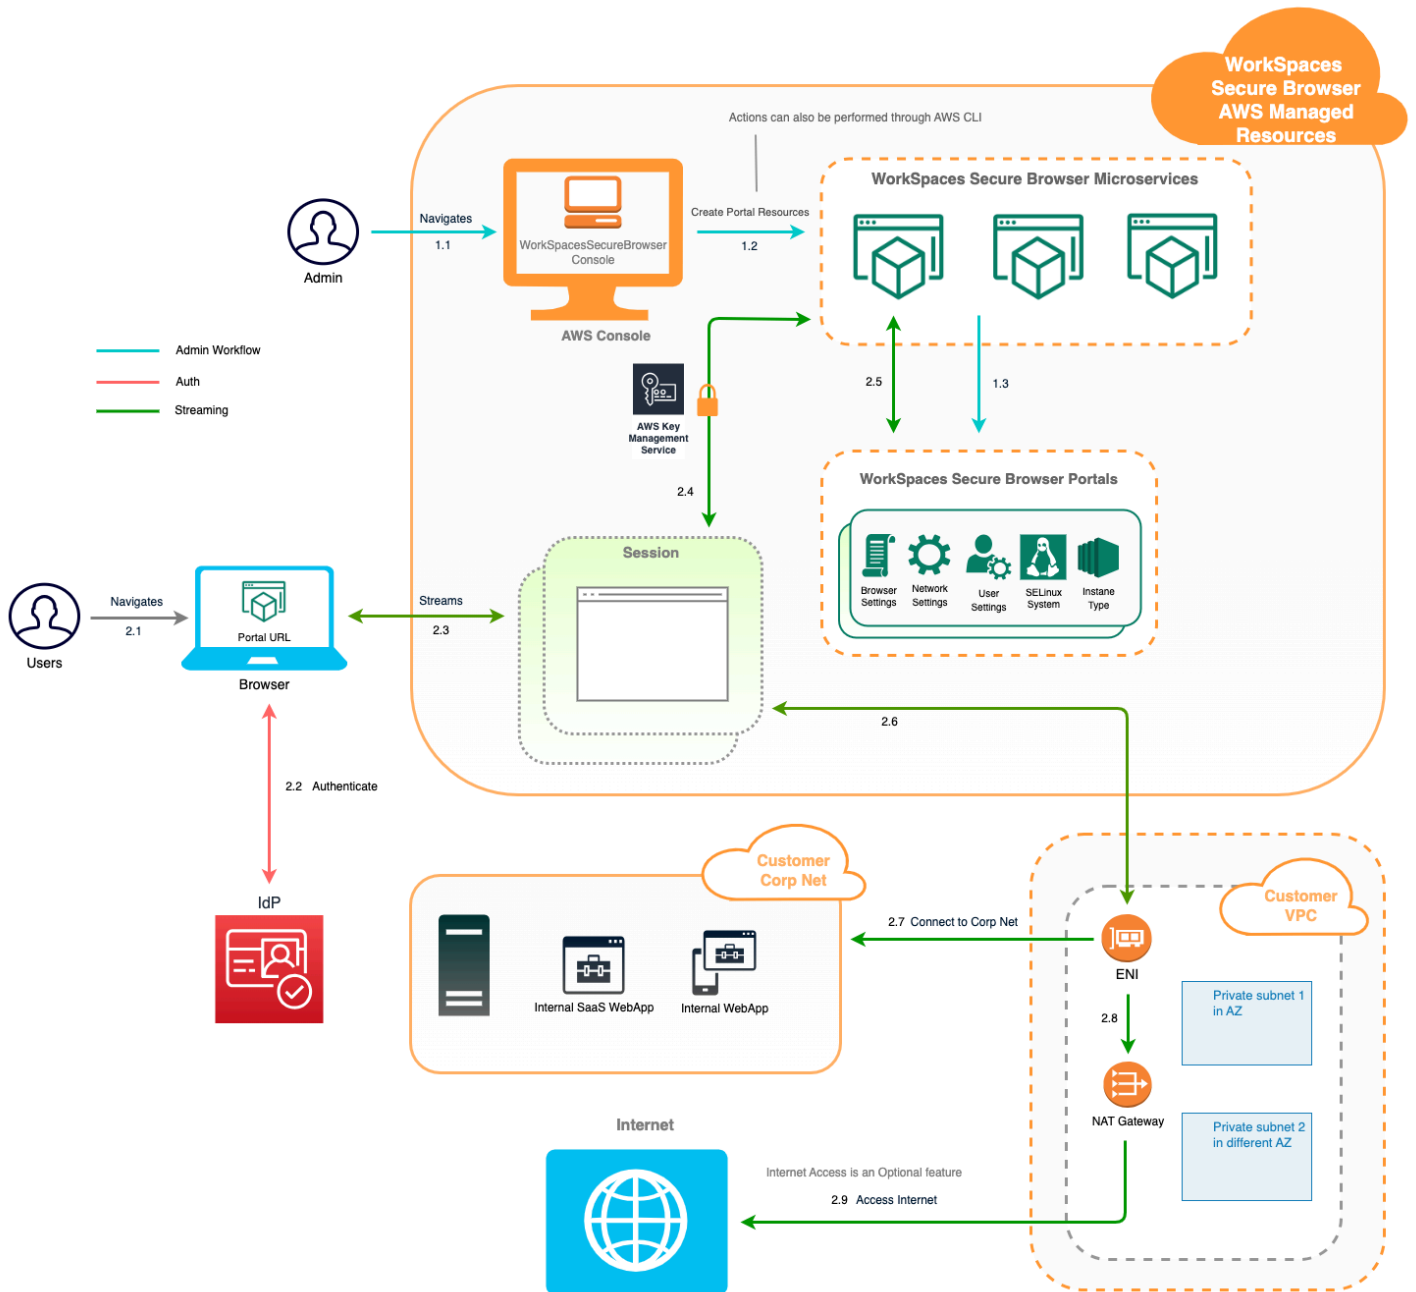 WorkSpaces
Secure Browser
AWS Managed
Resources
Actions can also be performed through AWS CLI
WorkSpaces Secure Browser Microservices
Navigates
1.1
Admin
WorkSpacesSecureBrowser
Console
AWS Console
Create Portal Resources
1.2
Admin Workflow
Auth
Streaming
AWS Key
Management
Service
2.4
2.5
1.3
WorkSpaces Secure Browser Portals
Browser
Settings
Network
Settings
User
Settings
SELinux
System
Instane
Type
Session
Users
Navigates
2.1
Portal URL
Browser
Streams
2.3
2.6
2.2 Authenticate
IdP
Customer
Corp Net
Internal SaaS WebApp
Internal WebApp
2.7 Connect to Corp Net
Customer
VPC
ENI
2.8
Private subnet 1
in AZ
NAT Gateway
Private subnet 2
in different AZ
Internet
Internet Access is an Optional feature
2.9 Access Internet